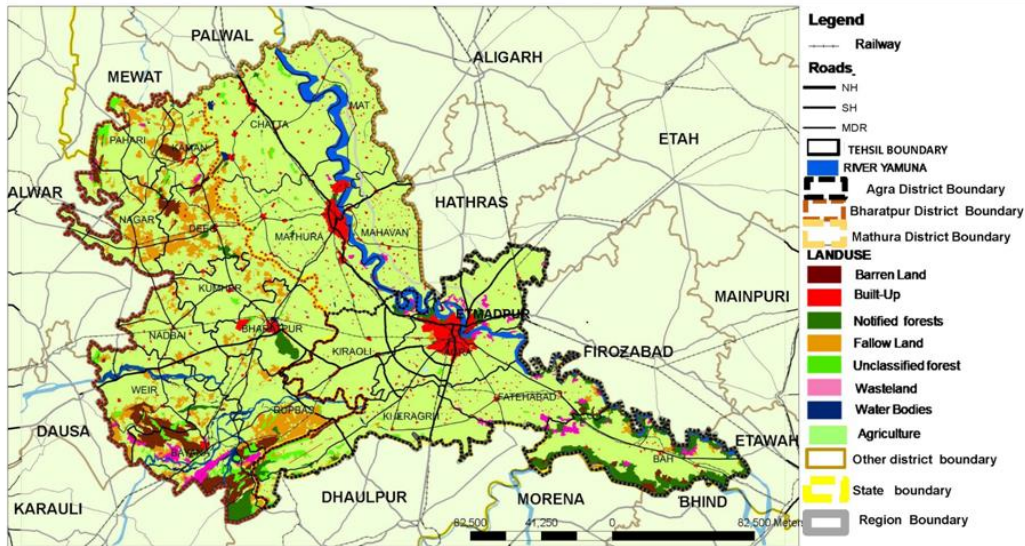 PALWAL
ALIGARH
MEWAT
MAT
CHATTA
PAHARI
KAMAN
ETAH
ALWAR
HATHRAS
NAGAR
DEEG
MATHURA
MAHAVAN
KUMHER
MAINPURI
ETMADPUR
NADBAI
BHARATPUR
KIRAOLI
FIROZABAD
WEIR
FATEHABAD
RUPBAS
KHERAGRH
DAUSA
BAYANA
ETAWAH
BAH
KARAULI
DHAULPUR
MORENA
BHIND
82,500 41,250 0 82,500 Meters
Legend
Railway
Roads
NH
SH
MDR
TEHSIL BOUNDARY
RIVER YAMUNA
Agra District Boundary
Bharatpur District Boundary
Mathura District Boundary
LANDUSE
Barren Land
Built-Up
Notified forests
Fallow Land
Unclassified forest
Wasteland
Water Bodies
Agriculture
Other district boundary
State boundary
Region Boundary